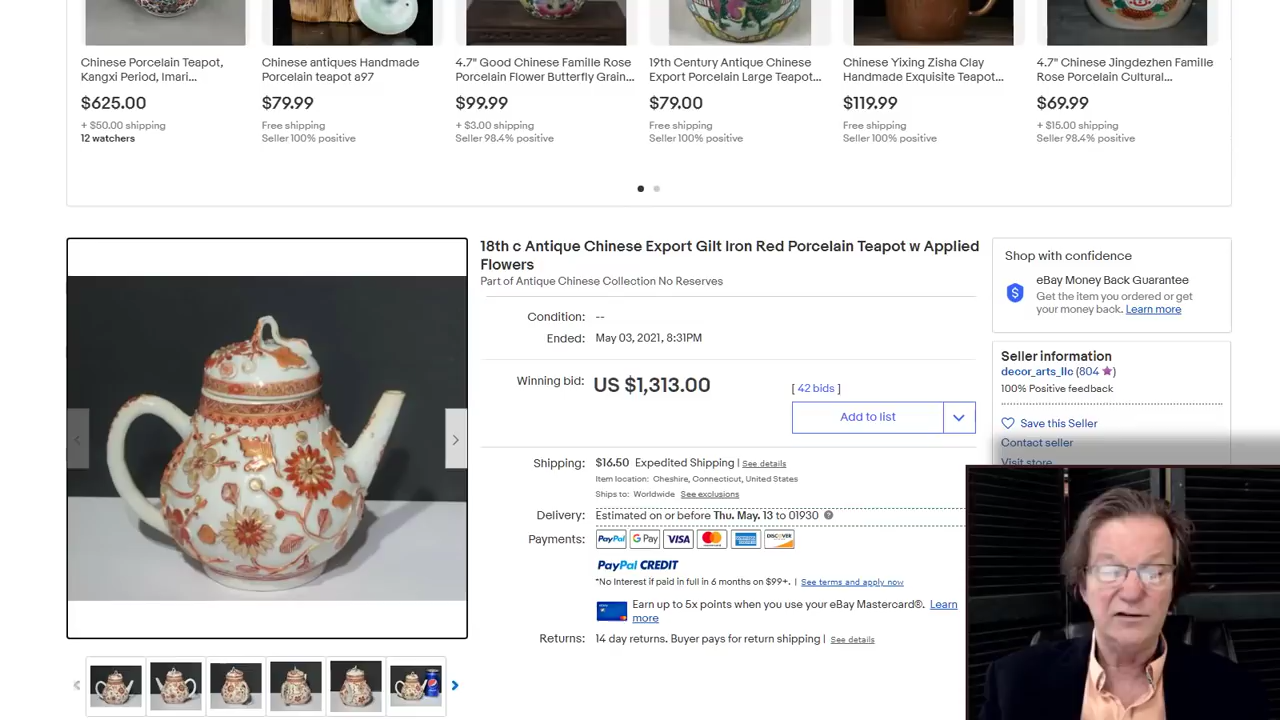 Chinese Porcelain Teapot, Kangxi Period, Imari...
$625.00
+ $50.00 shipping
12 watchers
Chinese antiques Handmade Porcelain teapot a97
$79.99
Free shipping
Seller 100% positive
4.7" Good Chinese Famille Rose Porcelain Flower Butterfly Grain...
$99.99
+ $3.00 shipping
Seller 98.4% positive
19th Century Antique Chinese Export Porcelain Large Teapot...
$79.00
Free shipping
Seller 100% positive
Chinese Yixing Zisha Clay Handmade Exquisite Teapot...
$119.99
Free shipping
Seller 100% positive
4.7" Chinese Jingdezhen Famille Rose Porcelain Cultural...
$69.99
+ $15.00 shipping
Seller 98.4% positive
18th c Antique Chinese Export Gilt Iron Red Porcelain Teapot w Applied
Flowers
Part of Antique Chinese Collection No Reserves
Condition: --
Ended: May 03, 2021, 8:31PM
Winning bid: US $1,313.00 [ 42 bids ]
Add to list
Shipping: $16.50 Expedited Shipping | See details
Item location: Cheshire, Connecticut, United States
Ships to: Worldwide See exclusions
Delivery: Estimated on or before Thu. May. 13 to 01930
Payments: PayPal G Pay VISA MasterCard DISCOVER
PayPal CREDIT
*No Interest if paid in full in 6 months on $99+. | See terms and apply now
Earn up to 5x points when you use your eBay Mastercard®. Learn
more
Returns: 14 day returns. Buyer pays for return shipping | See details
Shop with confidence
$
eBay Money Back Guarantee
Get the item you ordered or get
your money back. Learn more
Seller information
decor_arts_llc (804 ★)
100% Positive feedback
Save this Seller
Contact seller
Visit store